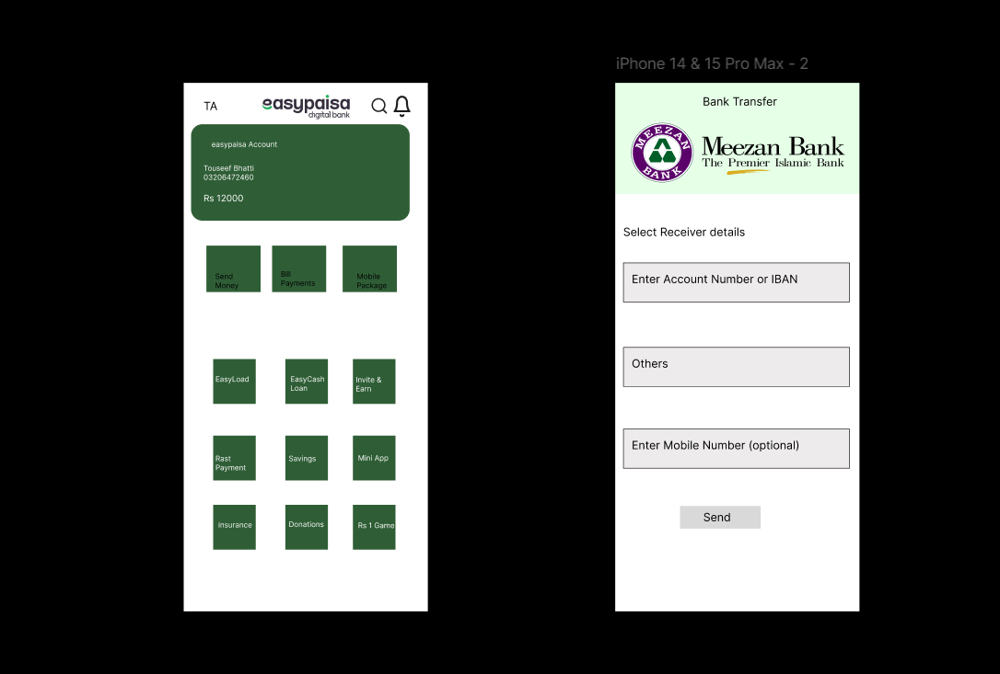 TA
easypaisa
digital bank
easypaisa Account
Touseef Bhatti
03206472460
Rs 12000
Send
Money
Bill
Payments
Mobile
Package
EasyLoad
EasyCash
Loan
Invite &
Earn
Rast
Payment
Savings
Mini App
insurance
Donations
Rs 1 Game
iPhone 14 & 15 Pro Max - 2
Bank Transfer
MEEZAN
BANK
Meezan Bank
The Premier Islamic Bank
Select Receiver details
Enter Account Number or IBAN
Others
Enter Mobile Number (optional)
Send